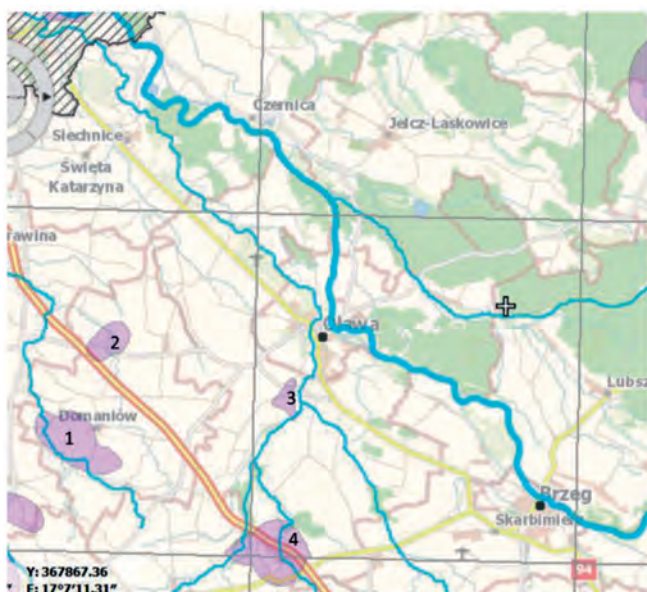 Czernica
Jelcz-Laskowice
Siechnice
Święta
Katarzyna
rawina
Oława
2
3
Lubsz
Domaniów
1
Brzeg
Skarbimierz
4
94
Y: 367867.36
E: 17°7'11.31"